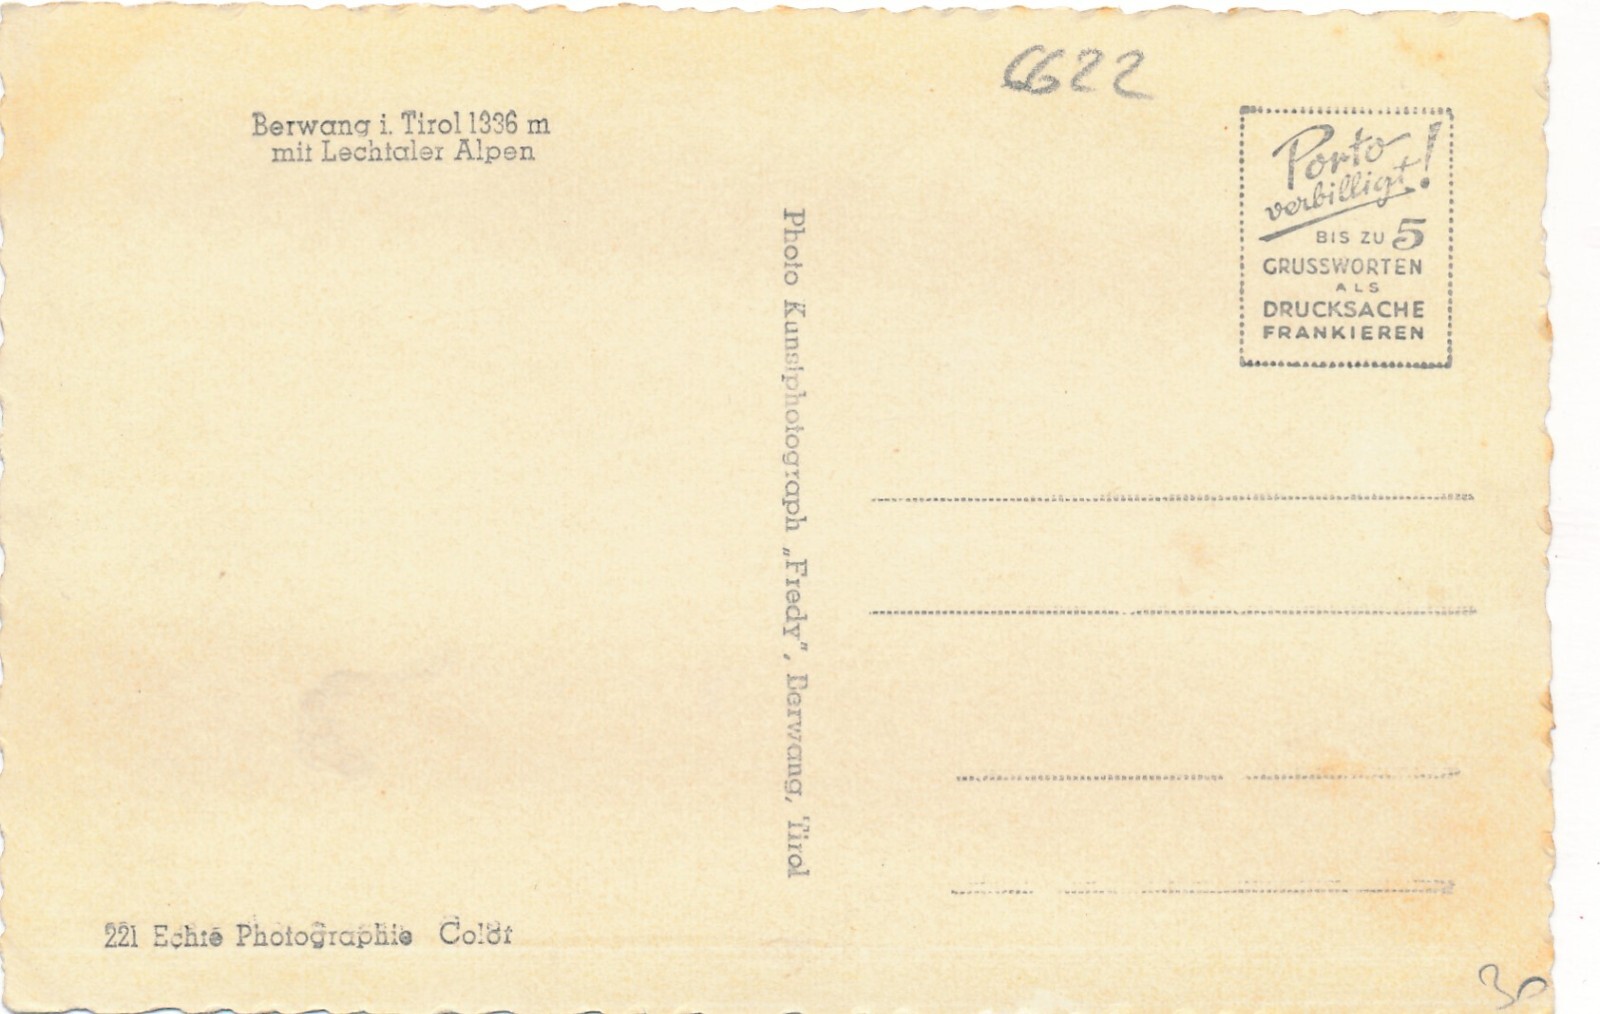 6622
Berwang i. Tirol 1336 m
mit Lechtaler Alpen
Porto
verbilligt!
BIS ZU 5
GRUSSWORTEN
ALS
DRUCKSACHE
FRANKIEREN
Photo Kunstphotograph „Fredy", Berwang, Tirol
221 Echte Photographie
30